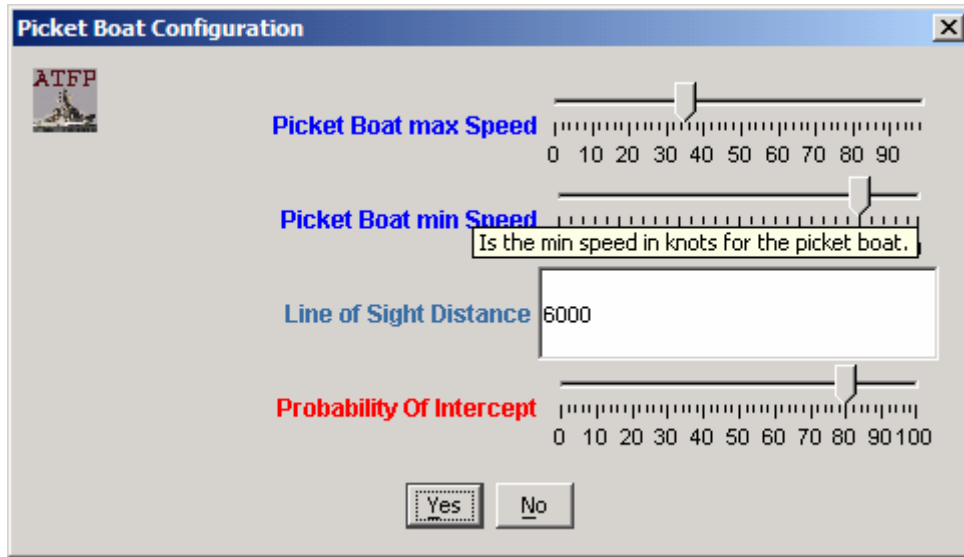 Picket Boat Configuration
ATFP
Picket Boat max Speed
0 10 20 30 40 50 60 70 80 90
Picket Boat min Speed
Is the min speed in knots for the picket boat.
Line of Sight Distance 6000
Probability Of Intercept
0 10 20 30 40 50 60 70 80 90 100
Yes No